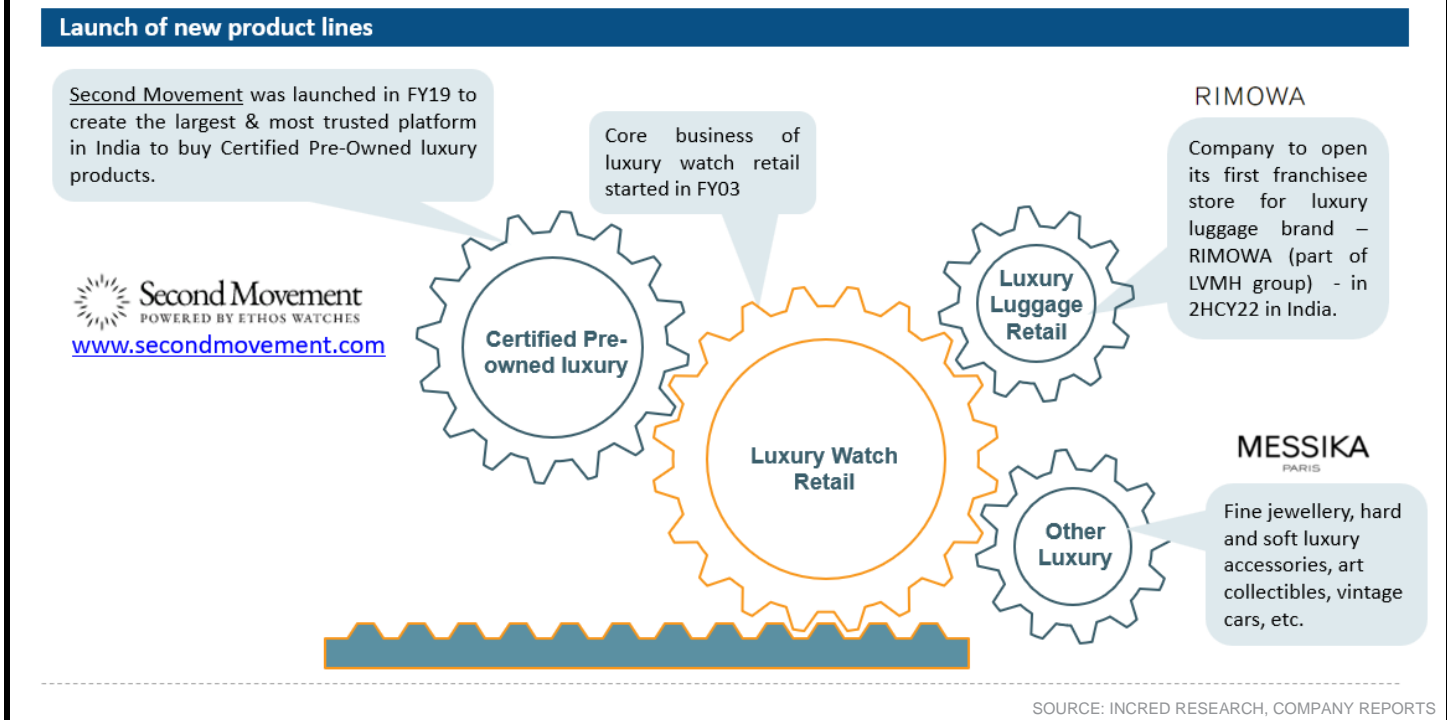 Launch of new product lines
Second Movement was launched in FY19 to
create the largest & most trusted platform
in India to buy Certified Pre-Owned luxury
products.
Core business of
luxury watch retail
started in FY03
RIMOWA
Company to open
its first franchisee
store for luxury
luggage brand –
RIMOWA (part of
LVMH group) - in
2HCY22 in India.
Second Movement
POWERED BY ETHOS WATCHES
www.secondmovement.com
Certified Pre-
owned luxury
Luxury
Luggage
Retail
Luxury Watch
Retail
MESSIKA
PARIS
Other
Luxury
Fine jewellery, hard
and soft luxury
accessories, art
collectibles, vintage
cars, etc.
SOURCE: INCRED RESEARCH, COMPANY REPORTS